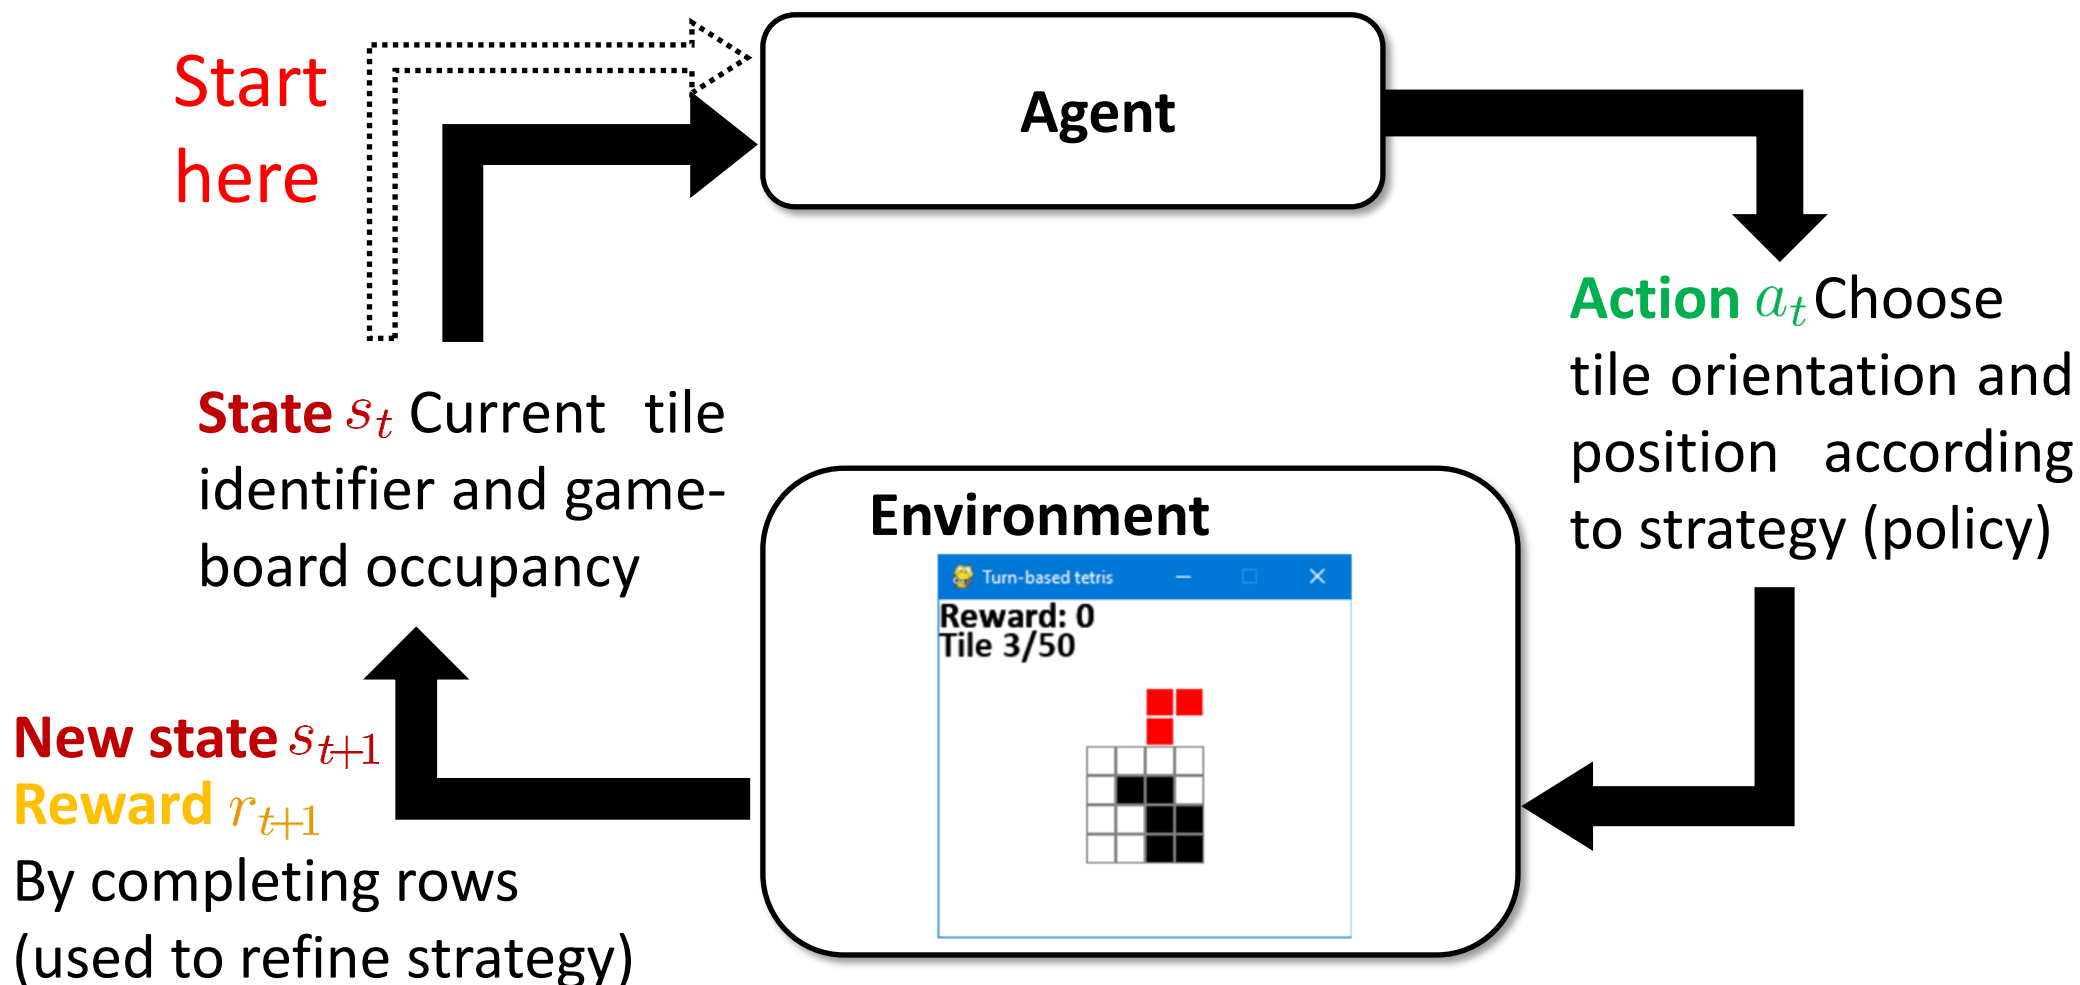 Start
here
Agent
Action $a_t$ Choose
tile orientation and
position according
to strategy (policy)
State $s_t$ Current tile
identifier and game-
board occupancy
Environment
Turn-based tetris
Reward: 0
Tile 3/50
New state $s_{t+1}$
Reward $r_{t+1}$
By completing rows
(used to refine strategy)